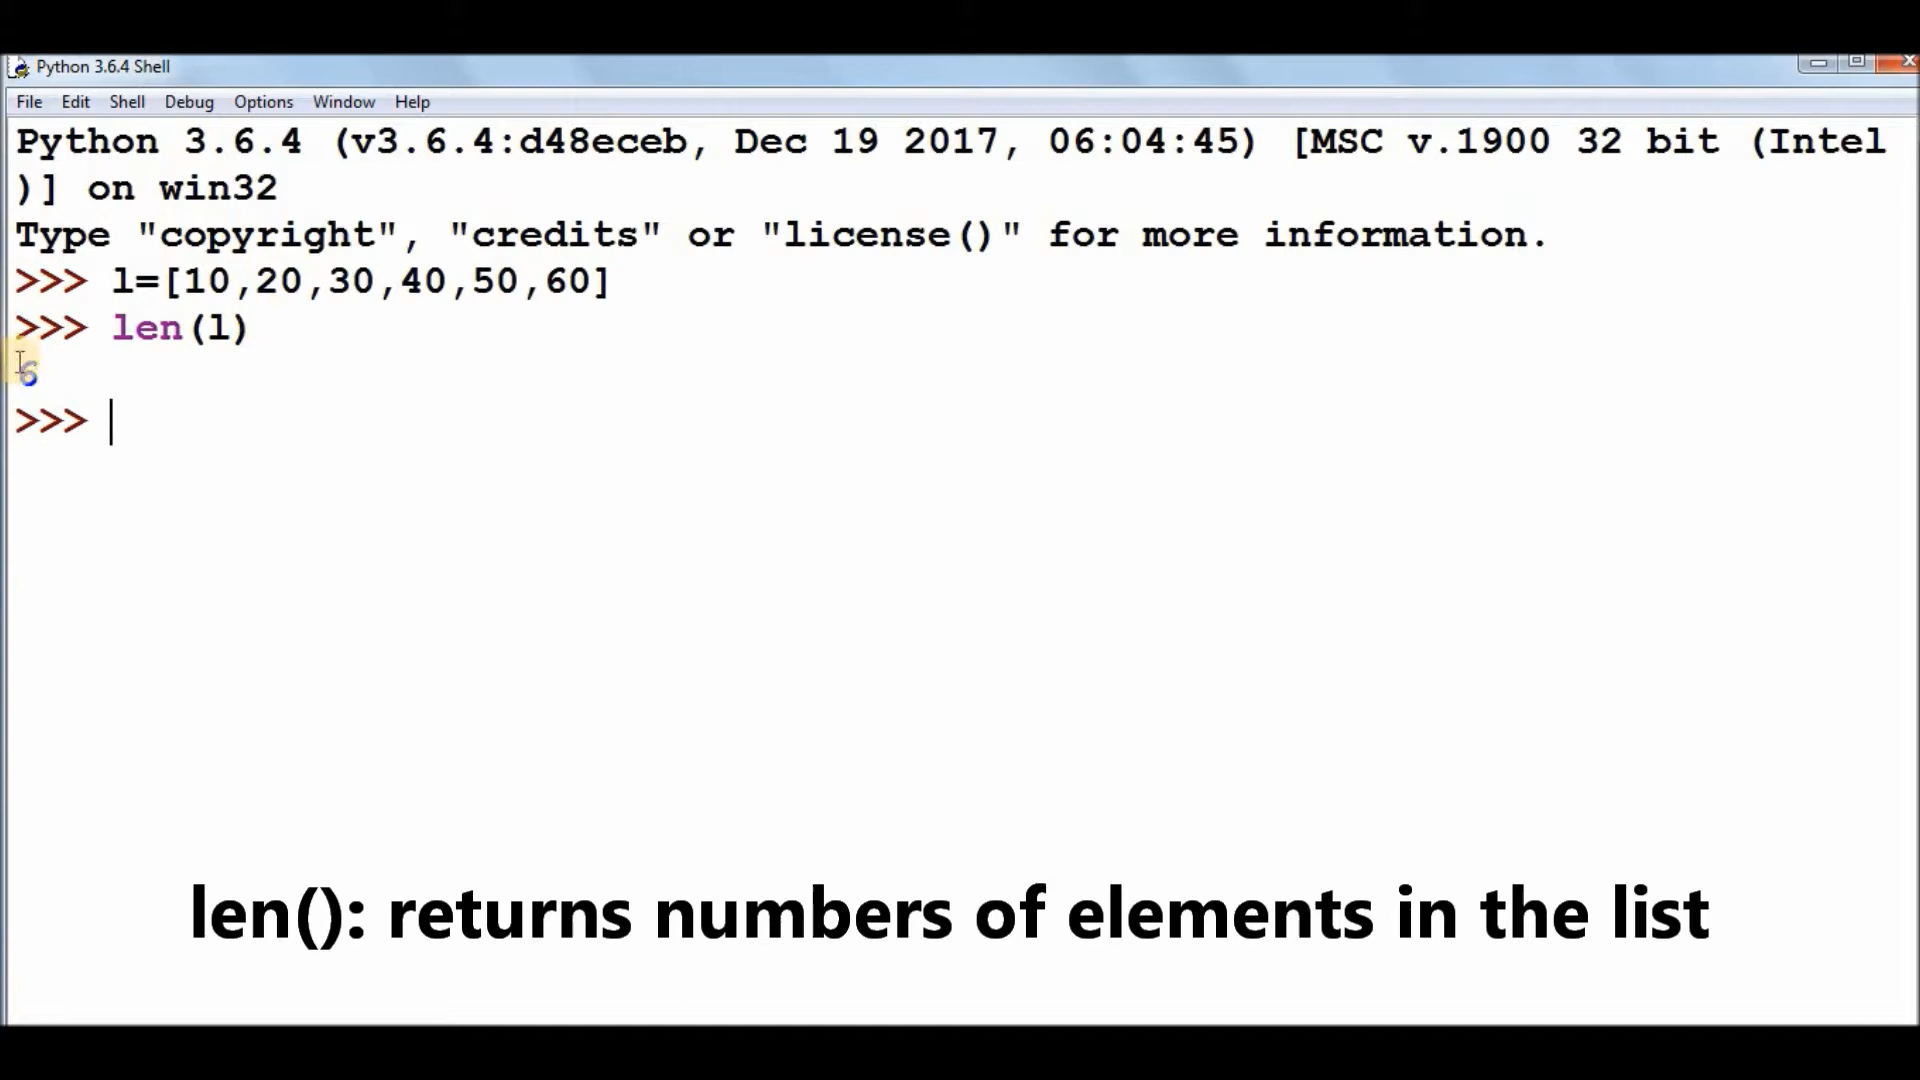 Python 3.6.4 Shell
File Edit Shell Debug Options Window Help
Python 3.6.4 (v3.6.4:d48eceb, Dec 19 2017, 06:04:45) [MSC v.1900 32 bit (Intel
)] on win32
Type "copyright", "credits" or "license()" for more information.
>>> l=[10,20,30,40,50,60]
>>> len(l)
6
>>>
len(): returns numbers of elements in the list